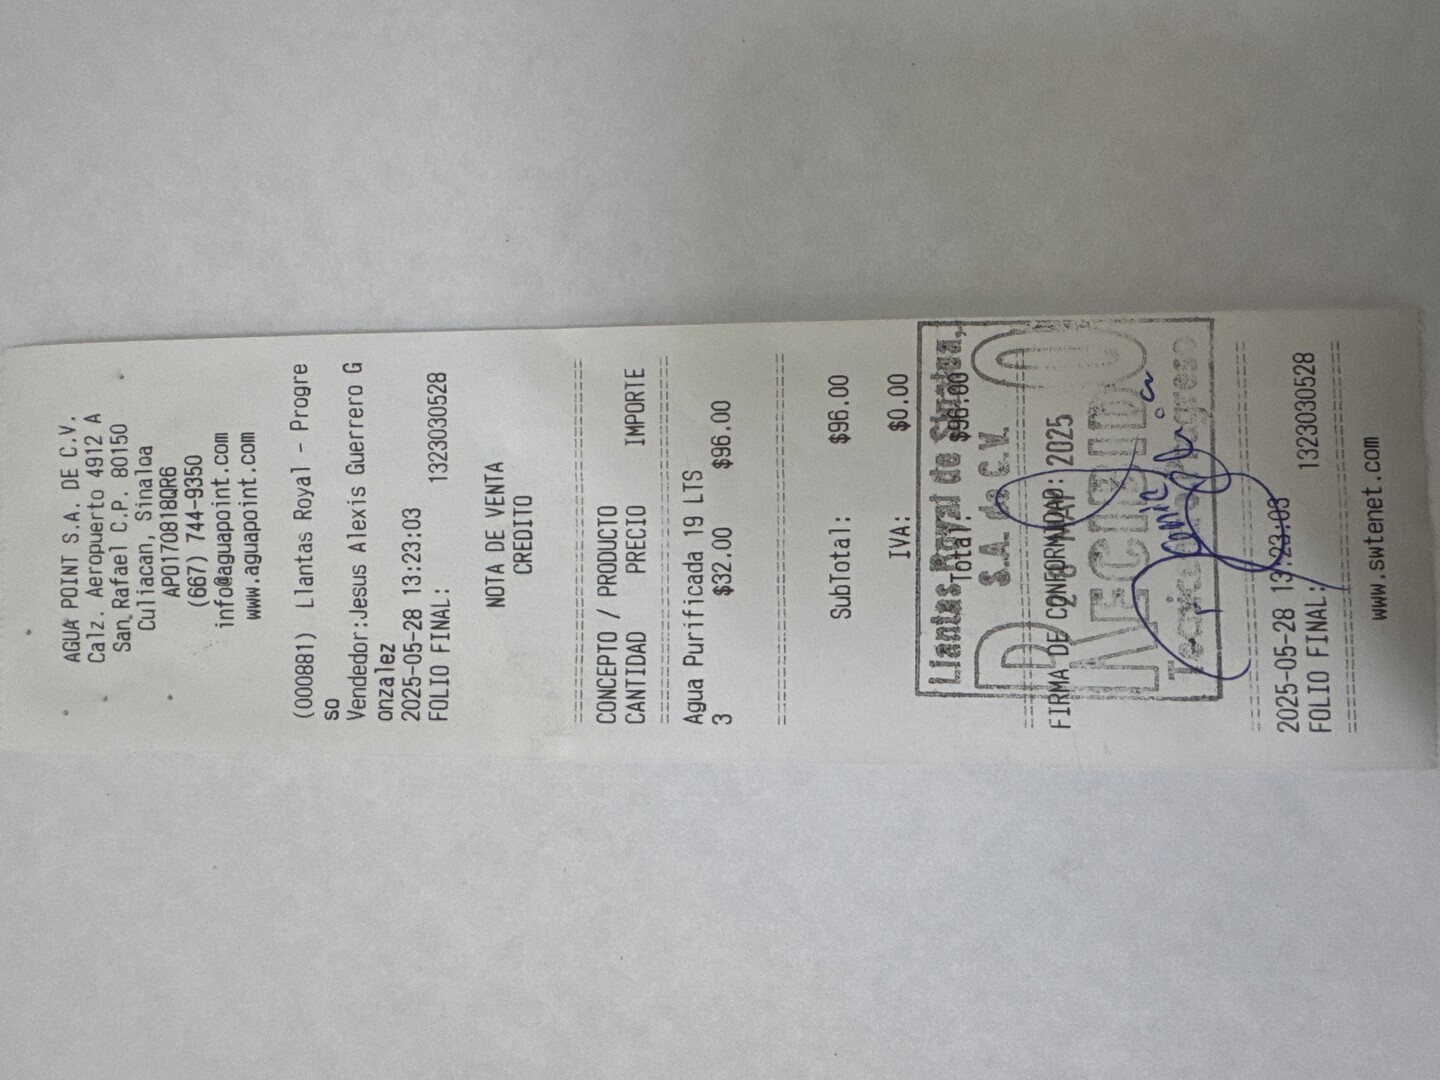 AGUA POINT S.A. DE C.V.
Calz. Aeropuerto 4912 A
San Rafael C.P. 80150
Culiacan, Sinaloa
APO170818QR6
(667) 744-9350
info@aguapoint.com
www.aguapoint.com
(000881) Llantas Royal - Progre
so
Vendedor:Jesus Alexis Guerrero G
onzalez
2025-05-28 13:23:03
FOLIO FINAL: 1323030528
NOTA DE VENTA
CREDITO
CONCEPTO / PRODUCTO
CANTIDAD PRECIO IMPORTE
Agua Purificada 19 LTS
3 $32.00 $96.00
SubTotal: $96.00
IVA: $0.00
Total: $96.00
Llantas Royal de Sinaloa,
S.A. de C.V.
FIRMA DE CONFORMIDAD:
2025
RECIBIDO
Progreso
2025-05-28 13:23:03
FOLIO FINAL: 1323030528
www.swtenet.com